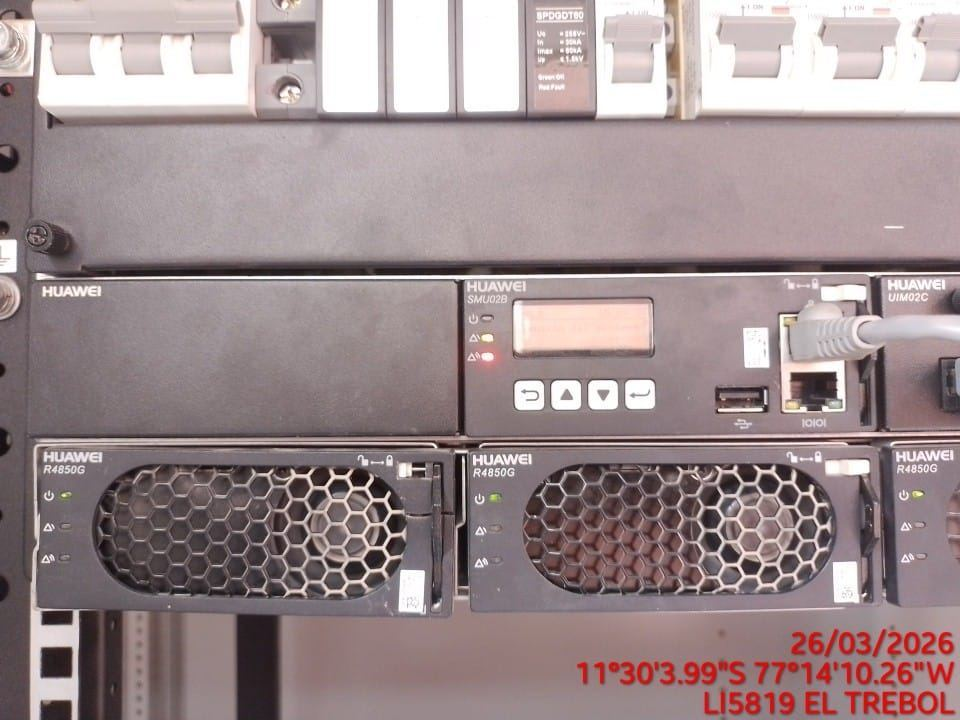 SPDGDT80
Green:OK
Red:Fault
HUAWEI
HUAWEI
SMU02B
HUAWEI
UIM02C
IOIOI
HUAWEI
R4850G
HUAWEI
R4850G
HUAWEI
R4850G
26/03/2026
11°30'3.99"S 77°14'10.26"W
LI5819 EL TREBOL